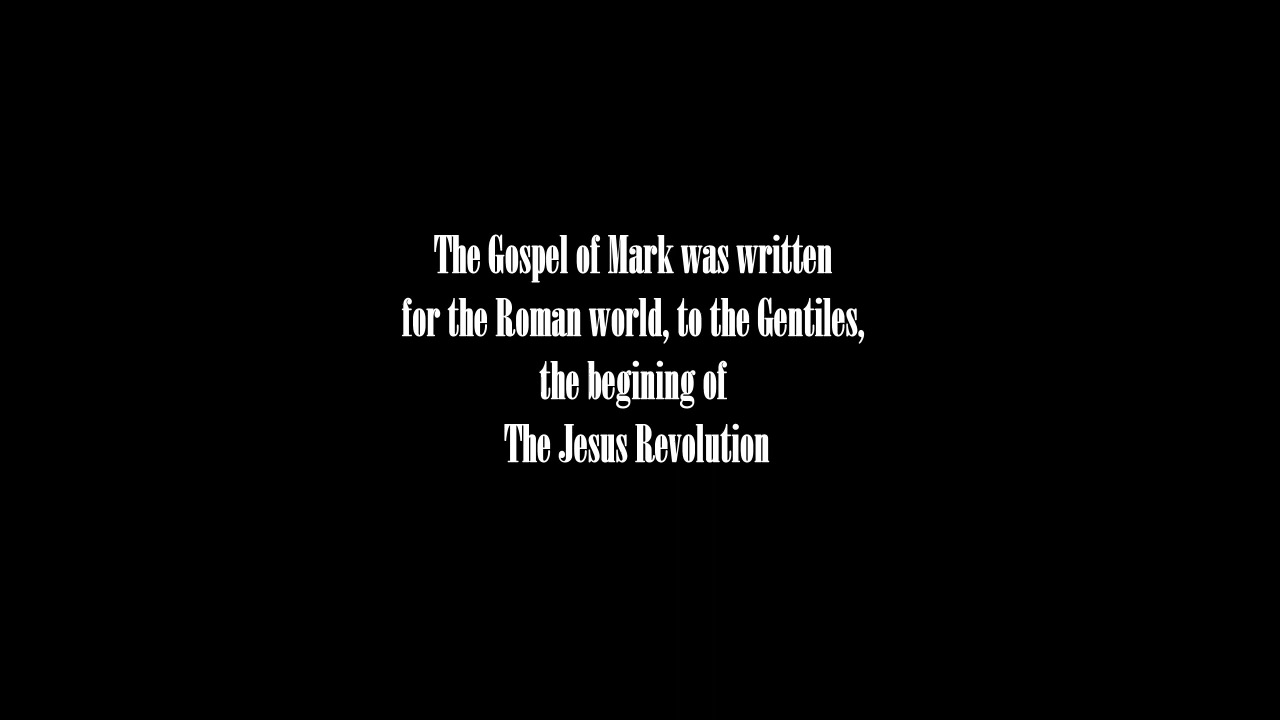 The Gospel of Mark was written
for the Roman world, to the Gentiles,
the begining of
The Jesus Revolution